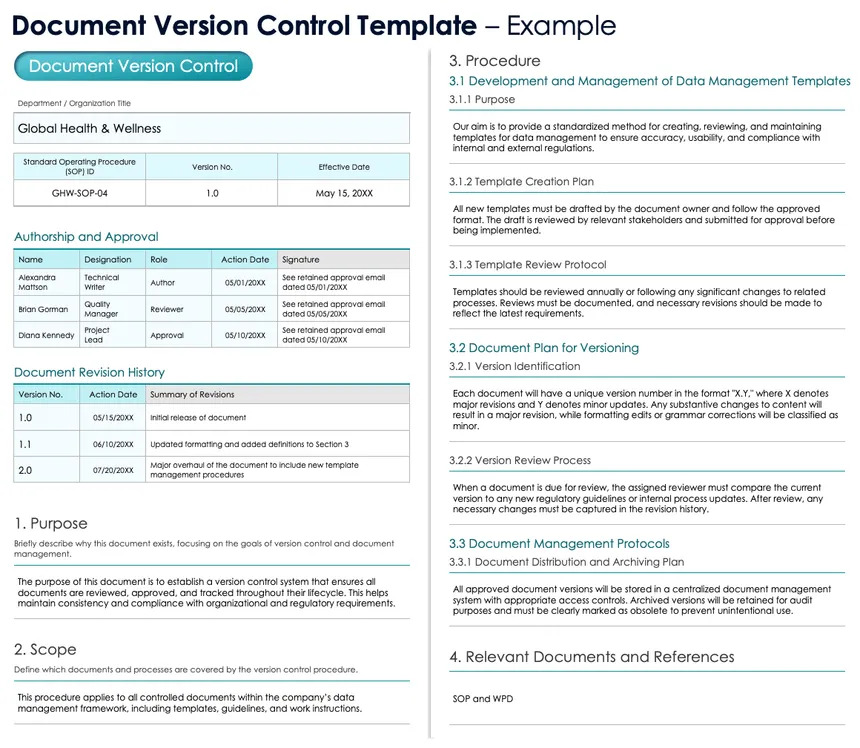 Document Version Control Template – Example
Document Version Control
Department / Organization Title
Global Health & Wellness
Standard Operating Procedure
(SOP) ID
Version No.
Effective Date
GHW-SOP-04
1.0
May 15, 20XX
Authorship and Approval
Name
Designation
Role
Action Date
Signature
Alexandra
Mattson
Technical
Writer
Author
05/01/20XX
See retained approval email
dated 05/01/20XX
Brian Gorman
Quality
Manager
Reviewer
05/05/20XX
See retained approval email
dated 05/05/20XX
Diana Kennedy
Project
Lead
Approval
05/10/20XX
See retained approval email
dated 05/10/20XX
Document Revision History
Version No.
Action Date
Summary of Revisions
1.0
05/15/20XX
Initial release of document
1.1
06/10/20XX
Updated formatting and added definitions to Section 3
2.0
07/20/20XX
Major overhaul of the document to include new template
management procedures
1. Purpose
Briefly describe why this document exists, focusing on the goals of version control and document
management.
The purpose of this document is to establish a version control system that ensures all
documents are reviewed, approved, and tracked throughout their lifecycle. This helps
maintain consistency and compliance with organizational and regulatory requirements.
2. Scope
Define which documents and processes are covered by the version control procedure.
This procedure applies to all controlled documents within the company's data
management framework, including templates, guidelines, and work instructions.
3. Procedure
3.1 Development and Management of Data Management Templates
3.1.1 Purpose
Our aim is to provide a standardized method for creating, reviewing, and maintaining
templates for data management to ensure accuracy, usability, and compliance with
internal and external regulations.
3.1.2 Template Creation Plan
All new templates must be drafted by the document owner and follow the approved
format. The draft is reviewed by relevant stakeholders and submitted for approval before
being implemented.
3.1.3 Template Review Protocol
Templates should be reviewed annually or following any significant changes to related
processes. Reviews must be documented, and necessary revisions should be made to
reflect the latest requirements.
3.2 Document Plan for Versioning
3.2.1 Version Identification
Each document will have a unique version number in the format "X.Y," where X denotes
major revisions and Y denotes minor updates. Any substantive changes to content will
result in a major revision, while formatting edits or grammar corrections will be classified as
minor.
3.2.2 Version Review Process
When a document is due for review, the assigned reviewer must compare the current
version to any new regulatory guidelines or internal process updates. After review, any
necessary changes must be captured in the revision history.
3.3 Document Management Protocols
3.3.1 Document Distribution and Archiving Plan
All approved document versions will be stored in a centralized document management
system with appropriate access controls. Archived versions will be retained for audit
purposes and must be clearly marked as obsolete to prevent unintentional use.
4. Relevant Documents and References
SOP and WPD